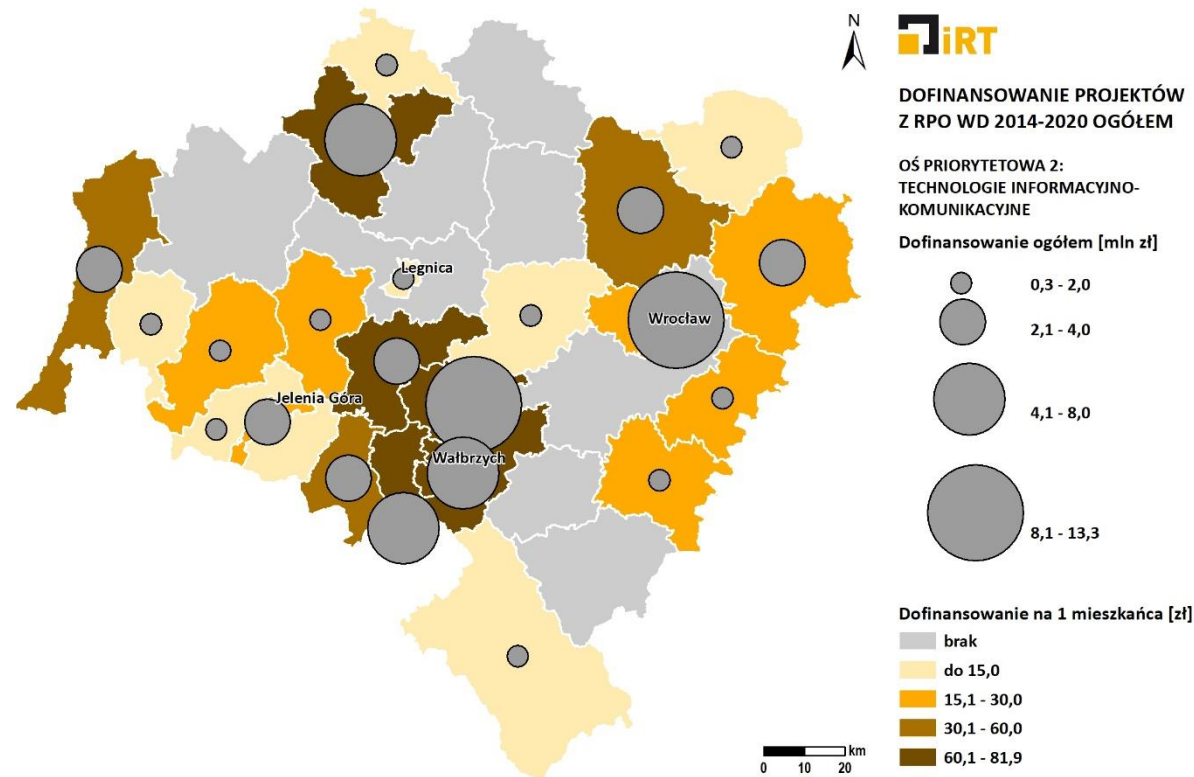 N
iRT
DOFINANSOWANIE PROJEKTÓW
Z RPO WD 2014-2020 OGÓŁEM
OŚ PRIORYTETOWA 2:
TECHNOLOGIE INFORMACYJNO-
KOMUNIKACYJNE
Dofinansowanie ogółem [mln zł]
0,3 - 2,0
2,1 - 4,0
4,1 - 8,0
8,1 - 13,3
Dofinansowanie na 1 mieszkańca [zł]
brak
do 15,0
15,1 - 30,0
30,1 - 60,0
60,1 - 81,9
Legnica
Wrocław
Jelenia Góra
Wałbrzych
km
0 10 20